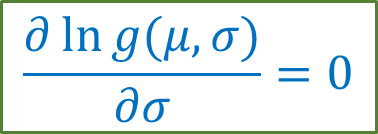 ∂ ln g(μ, σ)
∂σ
= 0